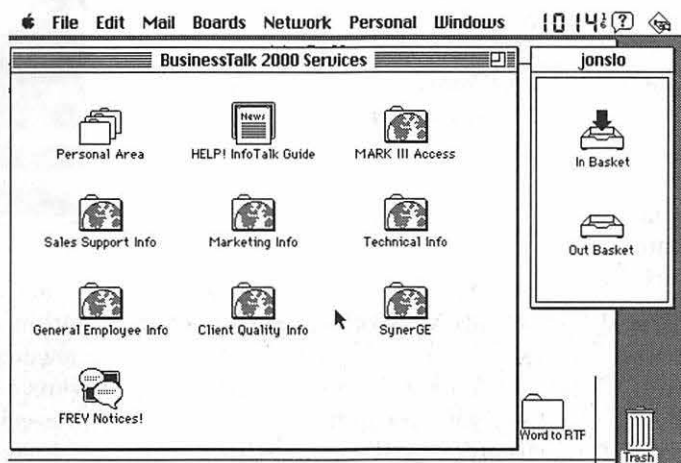 File Edit Mail Boards Network Personal Windows 10 14
BusinessTalk 2000 Services
jonslo
News
Personal Area
HELP! InfoTalk Guide
MARK III Access
In Basket
Sales Support Info
Marketing Info
Technical Info
Out Basket
General Employee Info
Client Quality Info
SynerGE
FREV Notices!
Word to RTF
Trash